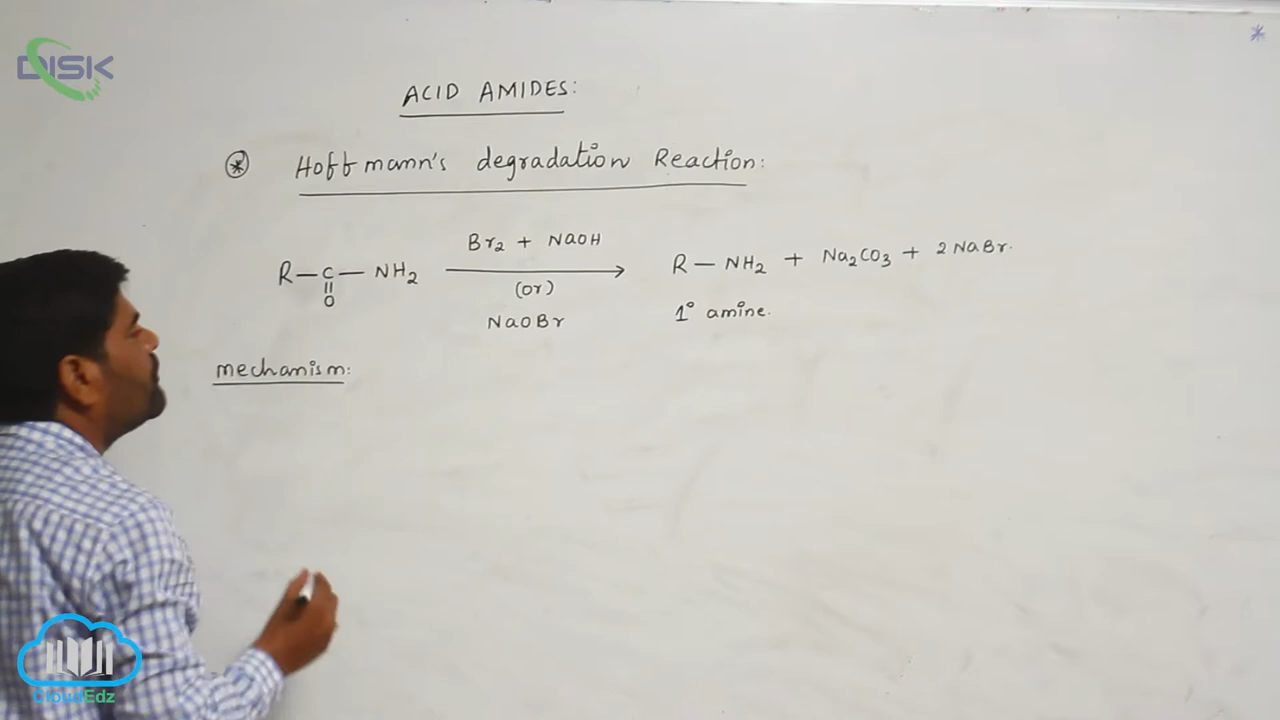 DISK
*
ACID AMIDES:
* Hoffmann's degradation Reaction:
Br2 + NaOH
R—C—NH2 ⟶ R—NH2 + Na2CO3 + 2NaBr.
(or)
O
NaOBr
1° amine.
mechanism:
CloudEdz